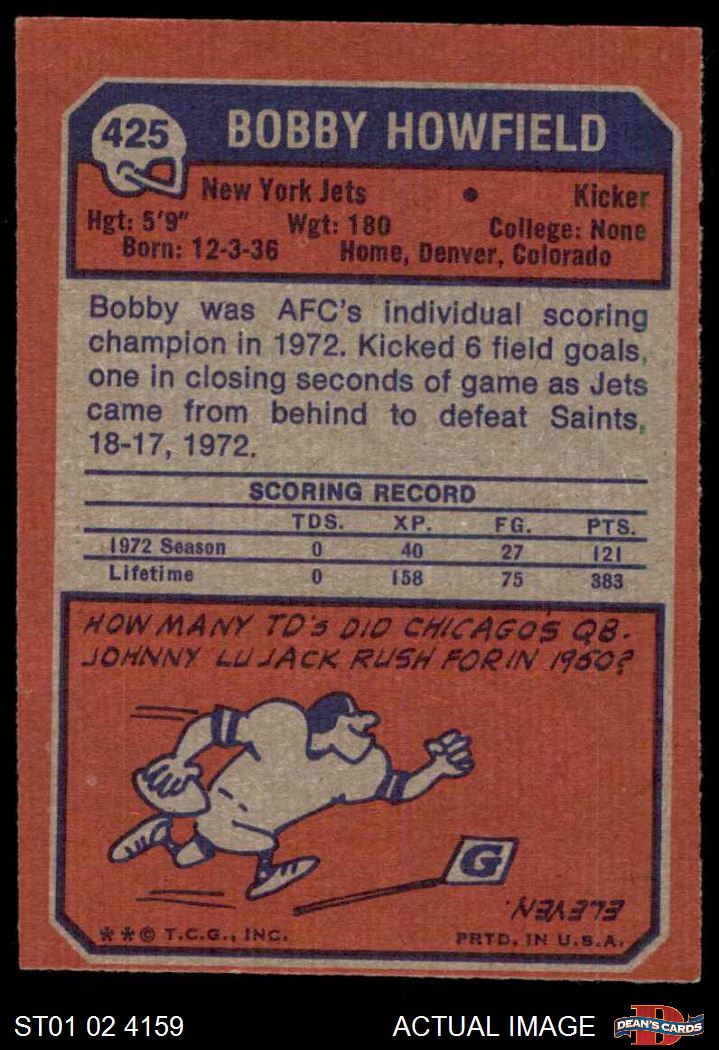 425
BOBBY HOWFIELD
New York Jets • Kicker
Hgt: 5'9" Wgt: 180 College: None
Born: 12-3-36 Home, Denver, Colorado
Bobby was AFC's individual scoring
champion in 1972. Kicked 6 field goals,
one in closing seconds of game as Jets
came from behind to defeat Saints,
18-17, 1972.
SCORING RECORD
TDS. XP. FG. PTS.
1972 Season 0 40 27 121
Lifetime 0 158 75 383
HOW MANY TD'S DID CHICAGO'S QB.
JOHNNY LUJACK RUSH FOR IN 1950?
G
ELEVEN.
**© T.C.G., INC. PRTD. IN U.S.A.
ST01 02 4159 ACTUAL IMAGE
D
DEAN'S CARDS